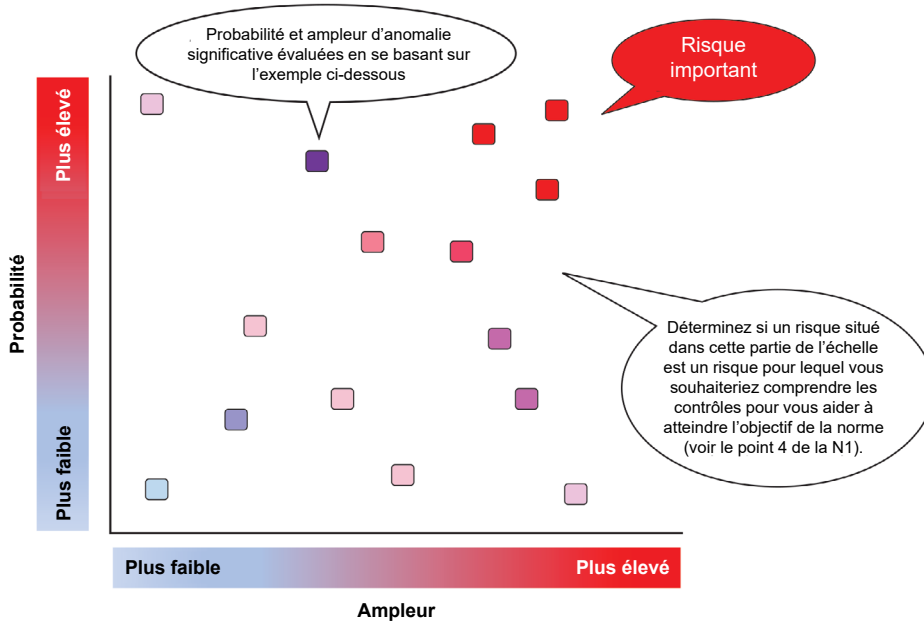 Probabilité et ampleur d’anomalie
significative évaluées en se basant sur
l’exemple ci-dessous
Risque
important
Plus élevé
Probabilité
Plus faible
Déterminez si un risque situé
dans cette partie de l’échelle
est un risque pour lequel vous
souhaiteriez comprendre les
contrôles pour vous aider à
atteindre l’objectif de la norme
(voir le point 4 de la N1).
Plus faible
Plus élevé
Ampleur